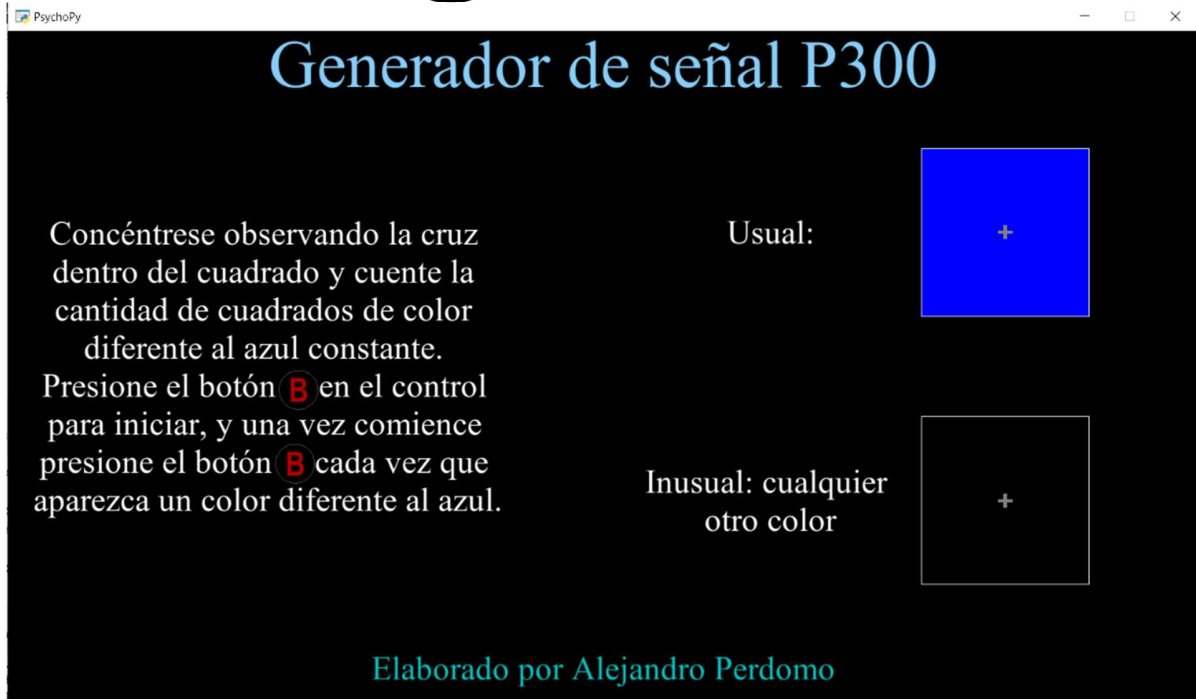 PsychoPy
Generador de señal P300
Concéntrese observando la cruz
dentro del cuadrado y cuente la
cantidad de cuadrados de color
diferente al azul constante.
Presione el botón B en el control
para iniciar, y una vez comience
presione el botón B cada vez que
aparezca un color diferente al azul.
Usual:
Inusual: cualquier
otro color
Elaborado por Alejandro Perdomo